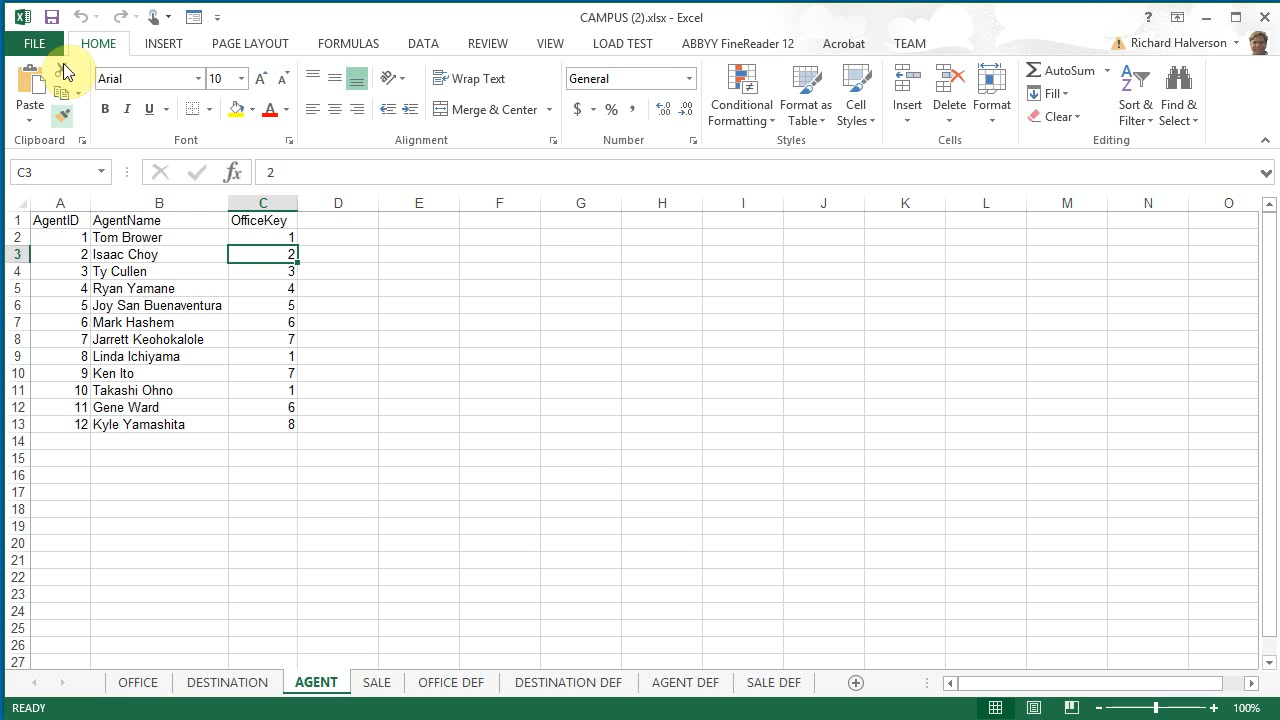 CAMPUS (2).xlsx - Excel
FILE HOME INSERT PAGE LAYOUT FORMULAS DATA REVIEW VIEW LOAD TEST ABBYY FineReader 12 Acrobat TEAM Richard Halverson
Paste
Arial 10
B I U A
Wrap Text
Merge & Center
General
$ % ,
Conditional Formatting
Format as Table
Cell Styles
Insert Delete Format
AutoSum
Fill
Clear
Sort & Filter
Find & Select
Clipboard Font Alignment Number Styles Cells Editing
C3 fx 2
A B C D E F G H I J K L M N O
1 AgentID AgentName OfficeKey
2 1 Tom Brower 1
3 2 Isaac Choy 2
4 3 Ty Cullen 3
5 4 Ryan Yamane 4
6 5 Joy San Buenaventura 5
7 6 Mark Hashem 6
8 7 Jarrett Keohokalole 7
9 8 Linda Ichiyama 1
10 9 Ken Ito 7
11 10 Takashi Ohno 1
12 11 Gene Ward 6
13 12 Kyle Yamashita 8
14
15
16
17
18
19
20
21
22
23
24
25
26
27
OFFICE DESTINATION AGENT SALE OFFICE DEF DESTINATION DEF AGENT DEF SALE DEF
READY 100%